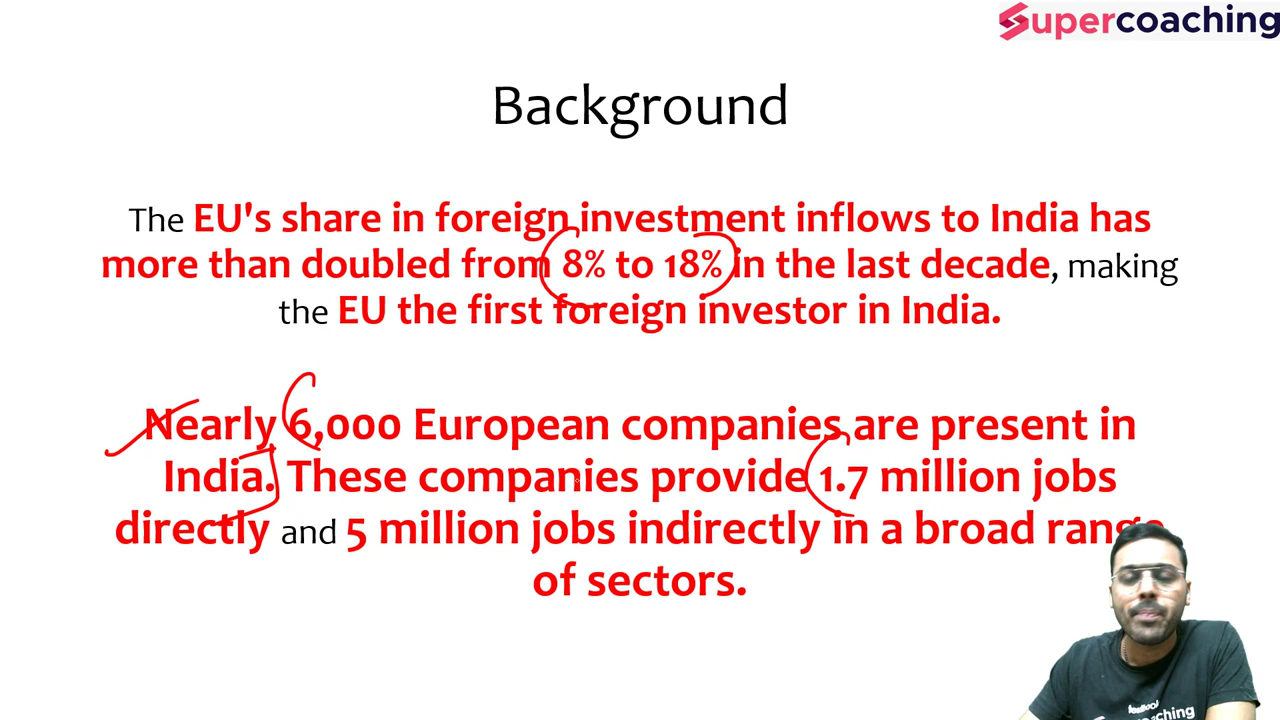 Supercoaching
Background
The EU's share in foreign investment inflows to India has
more than doubled from 8% to 18% in the last decade, making
the EU the first foreign investor in India.
Nearly 6,000 European companies are present in
India. These companies provide 1.7 million jobs
directly and 5 million jobs indirectly in a broad range
of sectors.
testbook
coaching